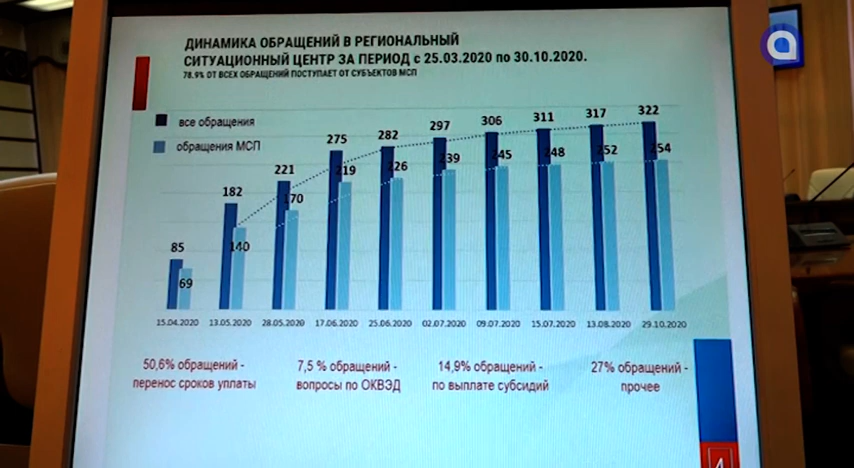 ДИНАМИКА ОБРАЩЕНИЙ В РЕГИОНАЛЬНЫЙ
СИТУАЦИОННЫЙ ЦЕНТР ЗА ПЕРИОД с 25.03.2020 по 30.10.2020.
78.9% ОТ ВСЕХ ОБРАЩЕНИЙ ПОСТУПАЕТ ОТ СУБЪЕКТОВ МСП
все обращения
обращения МСП
85 182 221 275 282 297 306 311 317 322
69 140 170 219 226 239 245 248 252 254
15.04.2020 13.05.2020 28.05.2020 17.06.2020 25.06.2020 02.07.2020 09.07.2020 15.07.2020 13.08.2020 29.10.2020
50,6% обращений - 7,5 % обращений - 14,9% обращений - 27% обращений -
перенос сроков уплаты вопросы по ОКВЭД по выплате субсидий прочее
4
a